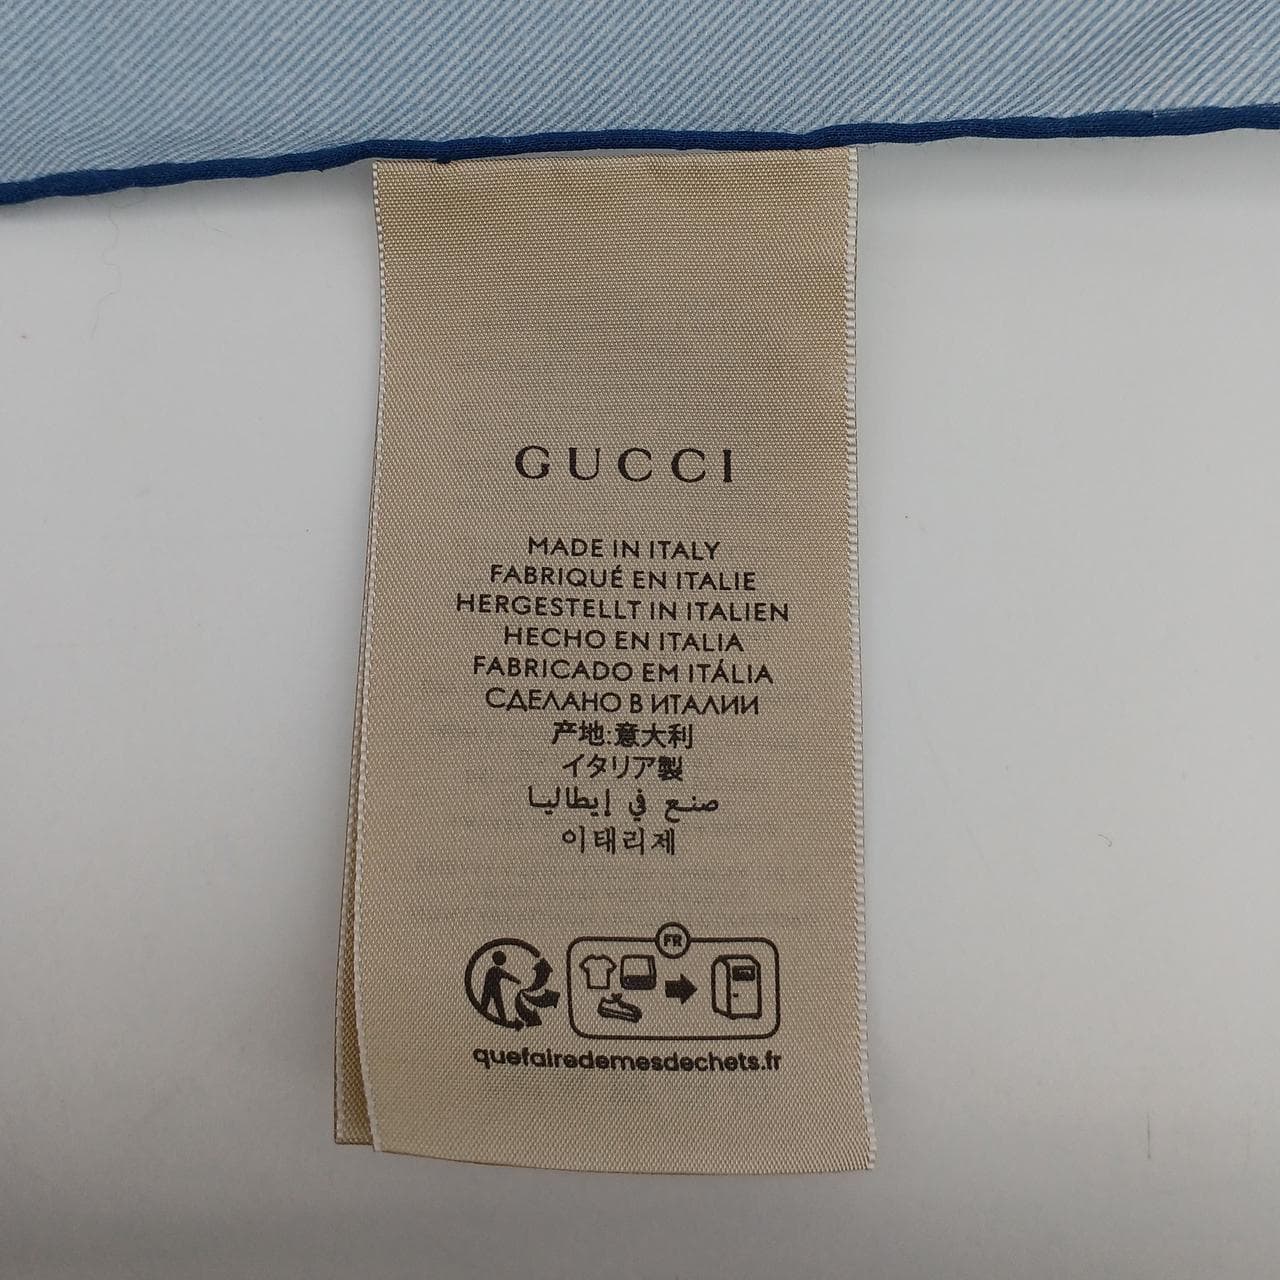 GUCCI
MADE IN ITALY
FABRIQUÉ EN ITALIE
HERGESTELLT IN ITALIEN
HECHO EN ITALIA
FABRICADO EM ITÁLIA
СДЕЛАНО В ИТАЛИИ
产地:意大利
イタリア製
صنع في إيطاليا
이태리제
FR
quefairedemesdechets.fr